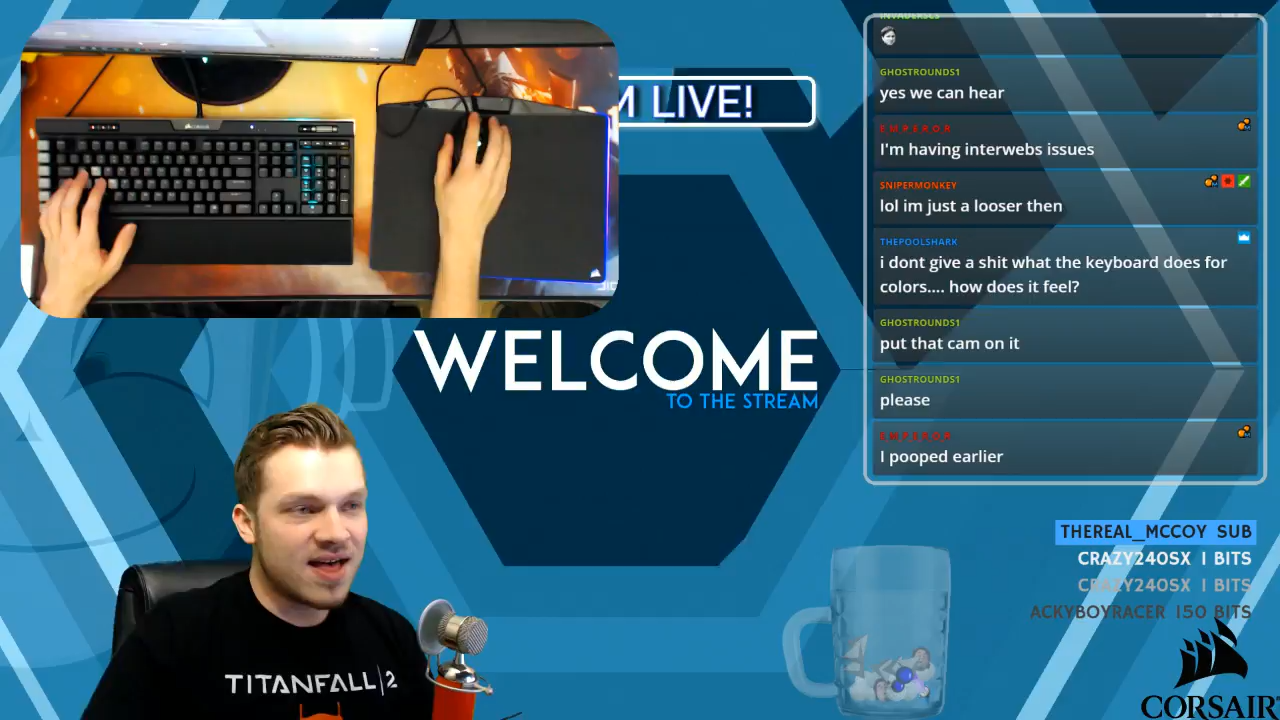 M LIVE!
WELCOME
TO THE STREAM
TITANFALL 2
INVADERSCS
GHOSTROUNDS1
yes we can hear
EMPEROR
I'm having interwebs issues
SNIPERMONKEY
lol im just a looser then
THEPOOLSHARK
i dont give a shit what the keyboard does for
colors.... how does it feel?
GHOSTROUNDS1
put that cam on it
GHOSTROUNDS1
please
EMPEROR
I pooped earlier
THEREAL_MCCOY SUB
CRAZY240SX 1 BITS
CRAZY240SX 1 BITS
ACKYBOYRACER 150 BITS
CORSAIR